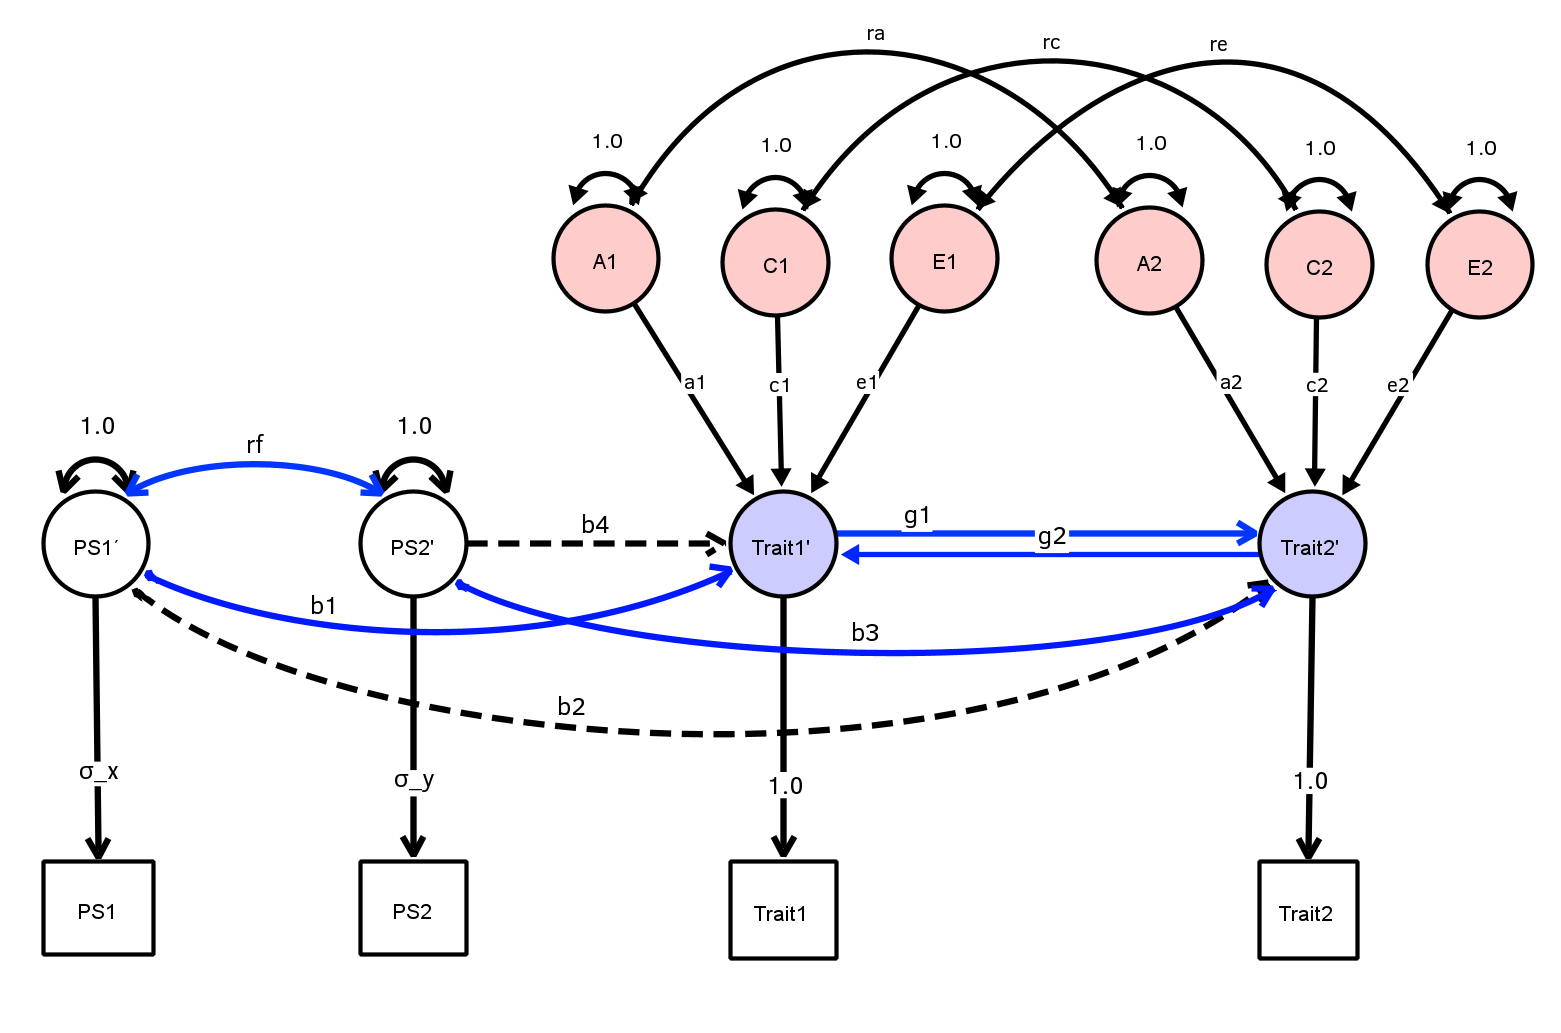 ra
rc
re
1.0
1.0
1.0
1.0
1.0
1.0
A1
C1
E1
A2
C2
E2
a1
c1
e1
a2
c2
e2
1.0
rf
1.0
PS1´
PS2'
b4
Trait1'
g1
g2
Trait2'
b1
b3
b2
σ_x
σ_y
1.0
1.0
PS1
PS2
Trait1
Trait2